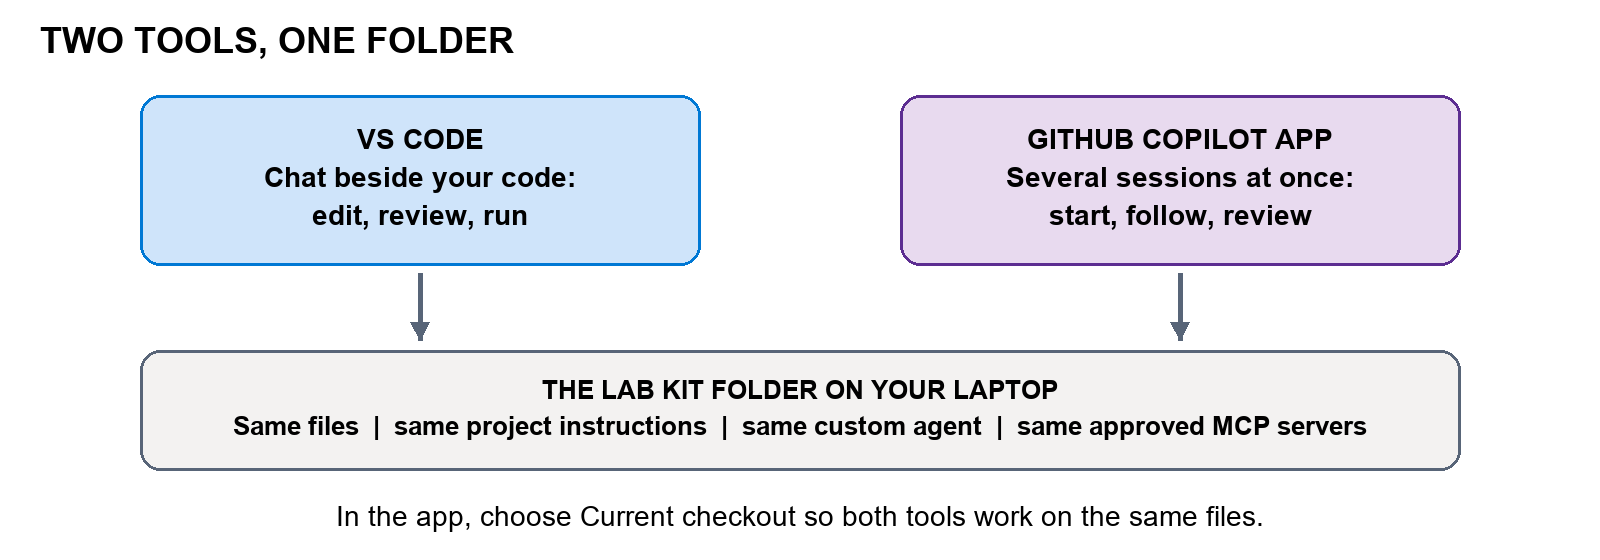 TWO TOOLS, ONE FOLDER
VS CODE
Chat beside your code:
edit, review, run
GITHUB COPILOT APP
Several sessions at once:
start, follow, review
THE LAB KIT FOLDER ON YOUR LAPTOP
Same files | same project instructions | same custom agent | same approved MCP servers
In the app, choose Current checkout so both tools work on the same files.